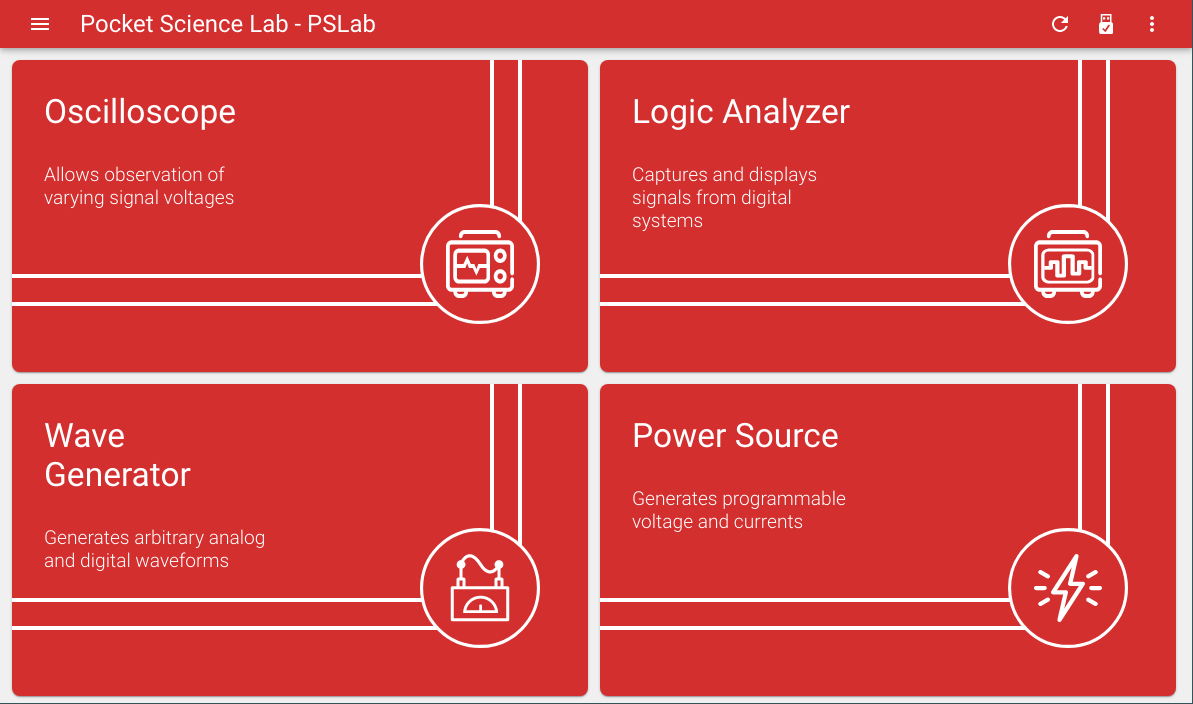 Pocket Science Lab - PSLab
Oscilloscope
Allows observation of
varying signal voltages
Logic Analyzer
Captures and displays
signals from digital
systems
Wave
Generator
Generates arbitrary analog
and digital waveforms
Power Source
Generates programmable
voltage and currents